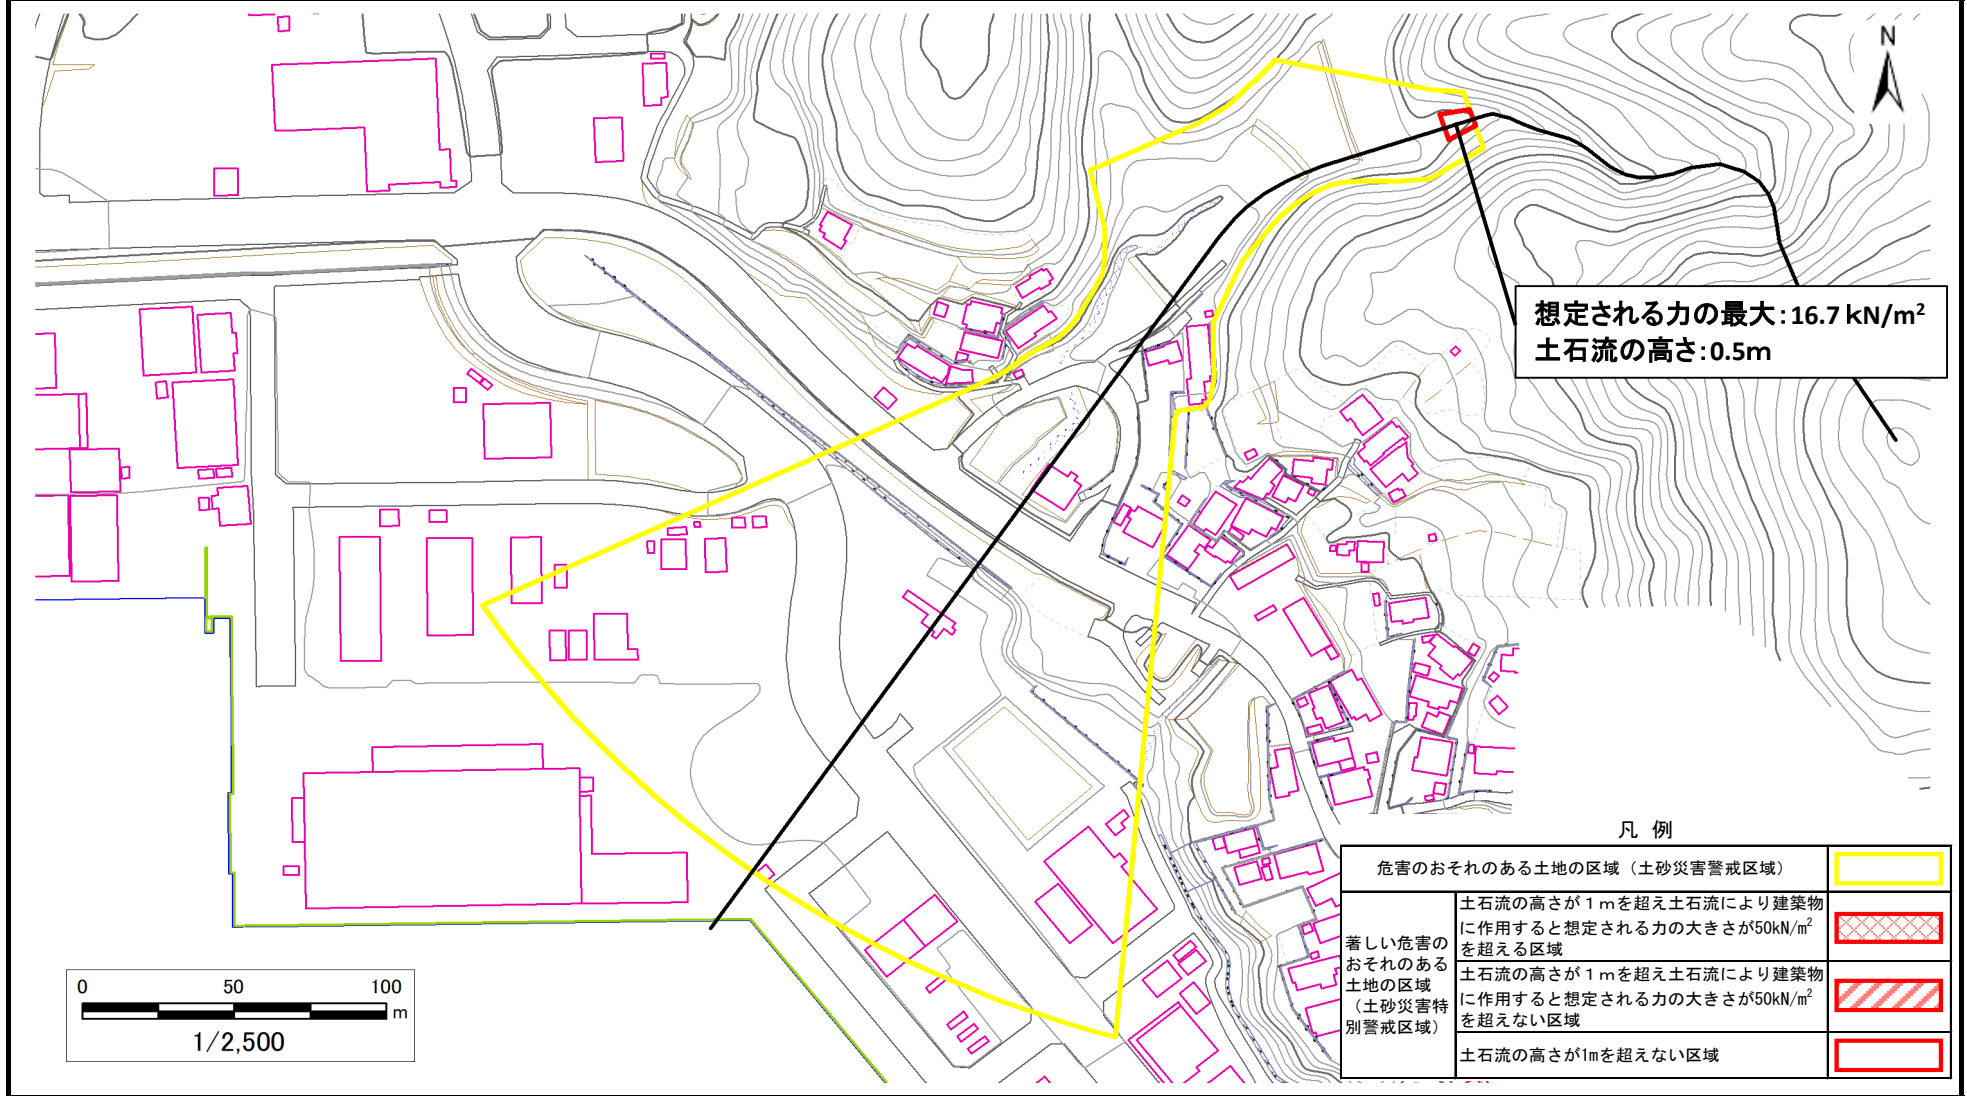 N
想定される力の最大：16.7 kN/m²
土石流の高さ：0.5m
凡 例
危害のおそれのある土地の区域（土砂災害警戒区域）
著しい危害の
おそれのある
土地の区域
（土砂災害特
別警戒区域）
土石流の高さが１ｍを超え土石流により建築物
に作用すると想定される力の大きさが50kN/m²
を超える区域
土石流の高さが１ｍを超え土石流により建築物
に作用すると想定される力の大きさが50kN/m²
を超えない区域
土石流の高さが1mを超えない区域
0 50 100
m
1/2,500